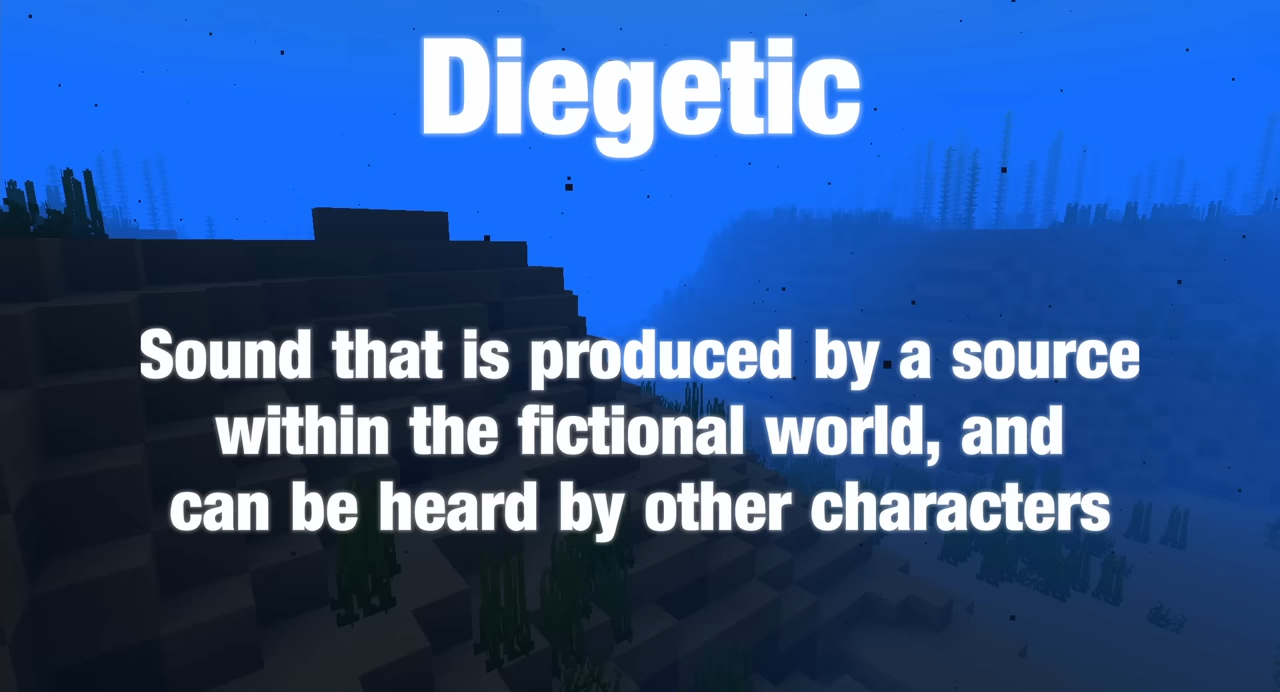 Diegetic
Sound that is produced by a source
within the fictional world, and
can be heard by other characters